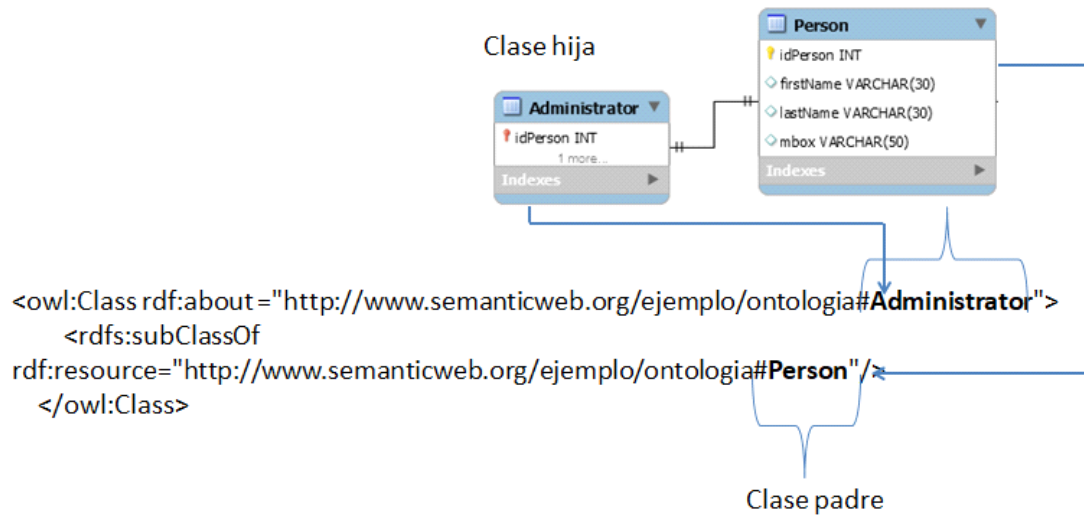 Clase hija
Person
idPerson INT
firstName VARCHAR(30)
lastName VARCHAR(30)
mbox VARCHAR(50)
Indexes
Administrator
idPerson INT
1 more...
Indexes
<owl:Class rdf:about="http://www.semanticweb.org/ejemplo/ontologia#Administrator">
<rdfs:subClassOf
rdf:resource="http://www.semanticweb.org/ejemplo/ontologia#Person"/>
</owl:Class>
Clase padre